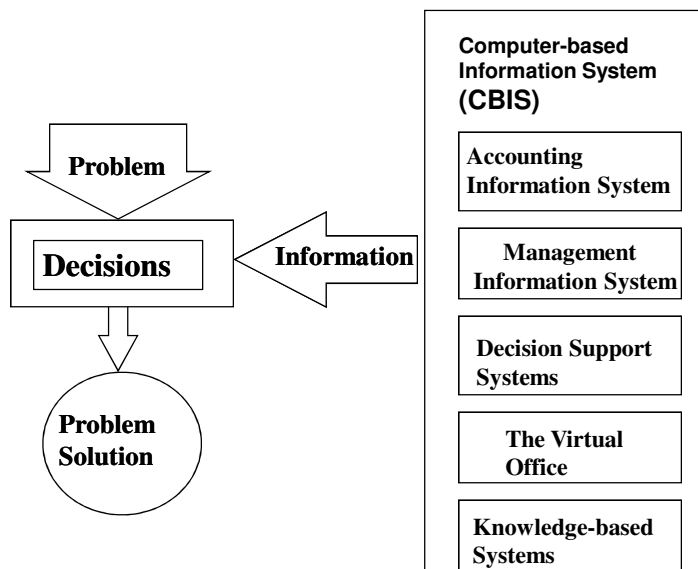 Computer-based
Information System
(CBIS)
Problem
Decisions
Information
Problem
Solution
Accounting
Information System
Management
Information System
Decision Support
Systems
The Virtual
Office
Knowledge-based
Systems